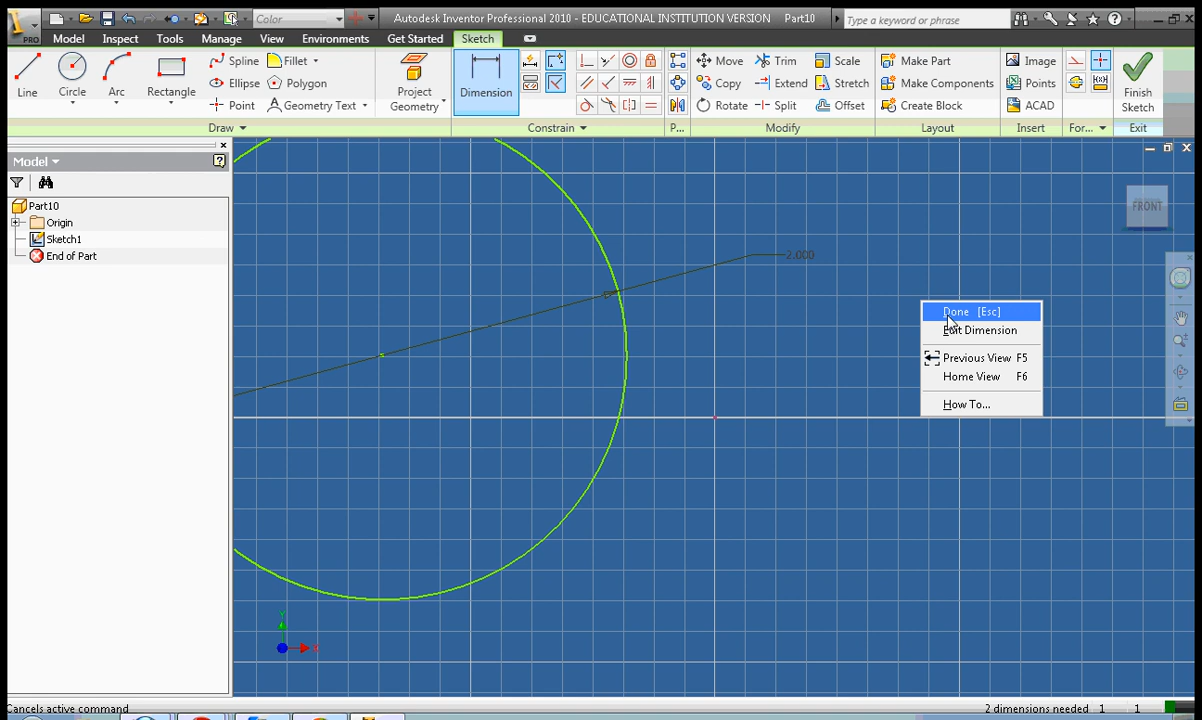 Color
Autodesk Inventor Professional 2010 - EDUCATIONAL INSTITUTION VERSION Part10
Type a keyword or phrase
PRO
Model Inspect Tools Manage View Environments Get Started Sketch
Line Circle Arc Rectangle
Spline Fillet
Ellipse Polygon
Point Geometry Text
Project Geometry
Dimension
Move Trim Scale
Copy Extend Stretch
Rotate Split Offset
Make Part
Make Components
Create Block
Image
Points
ACAD
Finish Sketch
Draw Constrain P... Modify Layout Insert For... Exit
Model
Part10
Origin
Sketch1
End of Part
2.000
FRONT
Done [Esc]
Edit Dimension
Previous View F5
Home View F6
How To...
Y
X
Cancels active command
2 dimensions needed 1 1